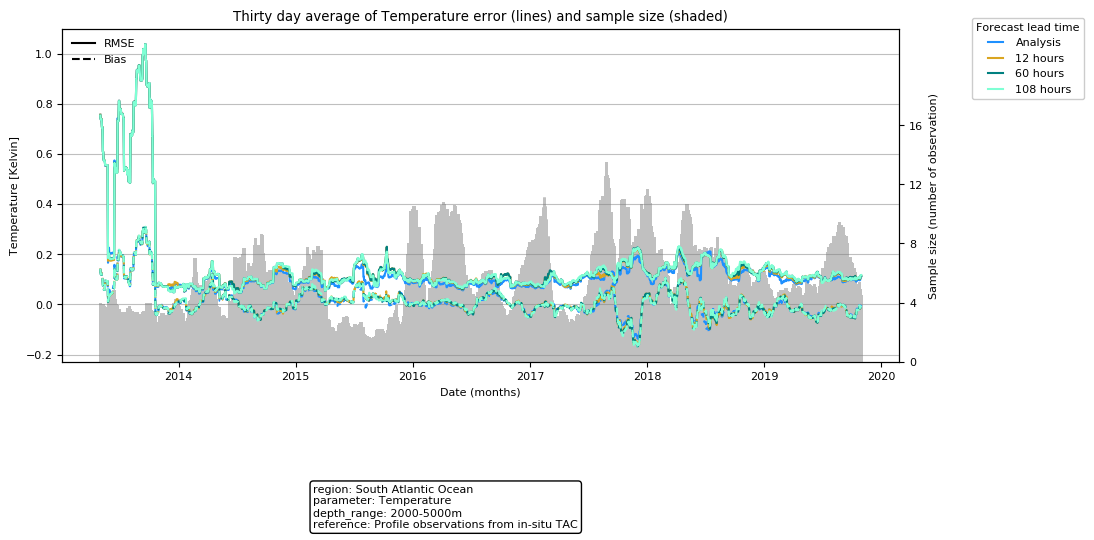 Thirty day average of Temperature error (lines) and sample size (shaded)
Forecast lead time
Analysis
12 hours
60 hours
108 hours
RMSE
Bias
Temperature [Kelvin]
1.0
0.8
0.6
0.4
0.2
0.0
−0.2
Sample size (number of observation)
16
12
8
4
0
2014 2015 2016 2017 2018 2019 2020
Date (months)
region: South Atlantic Ocean
parameter: Temperature
depth_range: 2000-5000m
reference: Profile observations from in-situ TAC